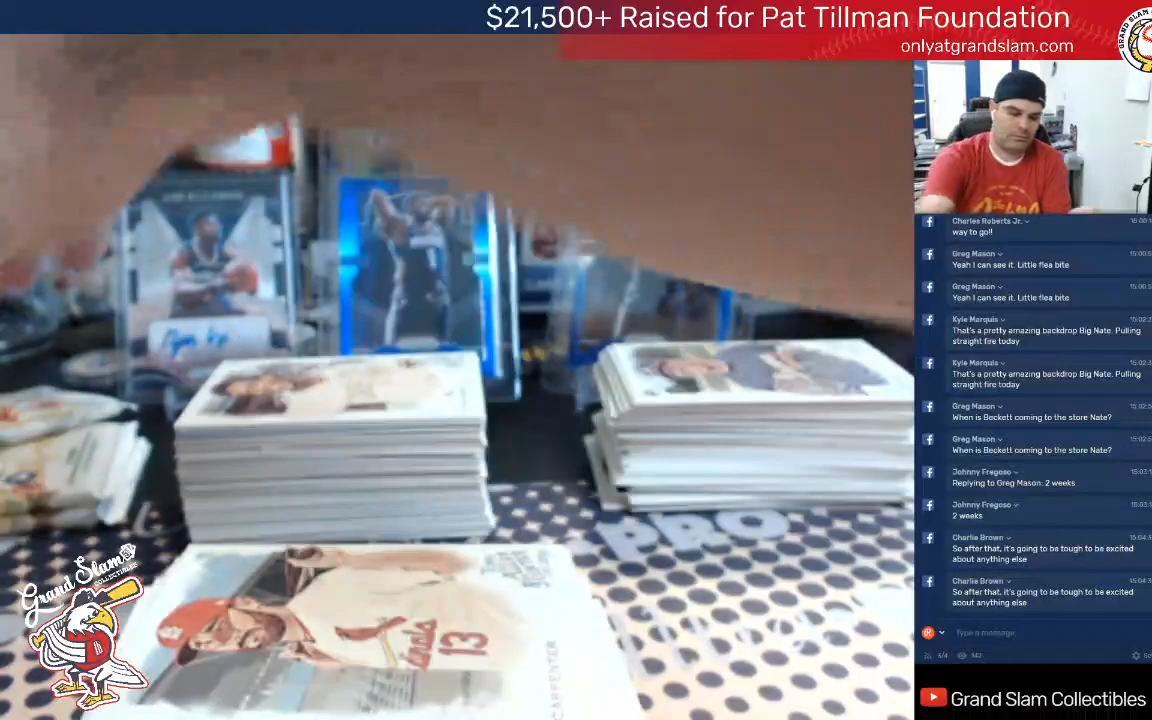 $21,500+ Raised for Pat Tillman Foundation
onlyatgrandslam.com
GRAND SLAM
Charles Roberts Jr.
way to go!!
Greg Mason
Yeah I can see it. Little flea bite
Greg Mason
Yeah I can see it. Little flea bite
Kyle Marquis
That's a pretty amazing backdrop Big Nate. Pulling
straight fire today
Kyle Marquis
That's a pretty amazing backdrop Big Nate. Pulling
straight fire today
Greg Mason
When is Beckett coming to the store Nate?
Greg Mason
When is Beckett coming to the store Nate?
Johnny Fregoso
Replying to Greg Mason: 2 weeks
Johnny Fregoso
2 weeks
Charlie Brown
So after that, it's going to be tough to be excited
about anything else
Charlie Brown
So after that, it's going to be tough to be excited
about anything else
Type a message
142
Grand Slam Collectibles
PRO
Cardinals
13
CARPENTER
Grand Slam
COLLECTIBLES